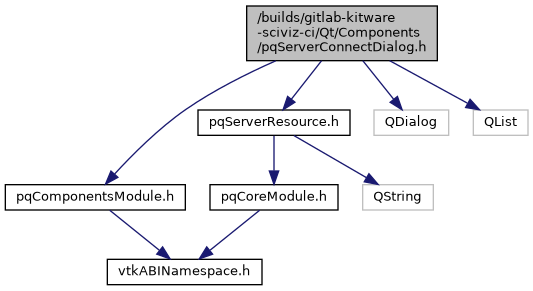 /builds/gitlab-kitware
-sciviz-ci/Qt/Components
/pqServerConnectDialog.h
pqServerResource.h
QDialog
QList
pqComponentsModule.h
pqCoreModule.h
QString
vtkABINamespace.h